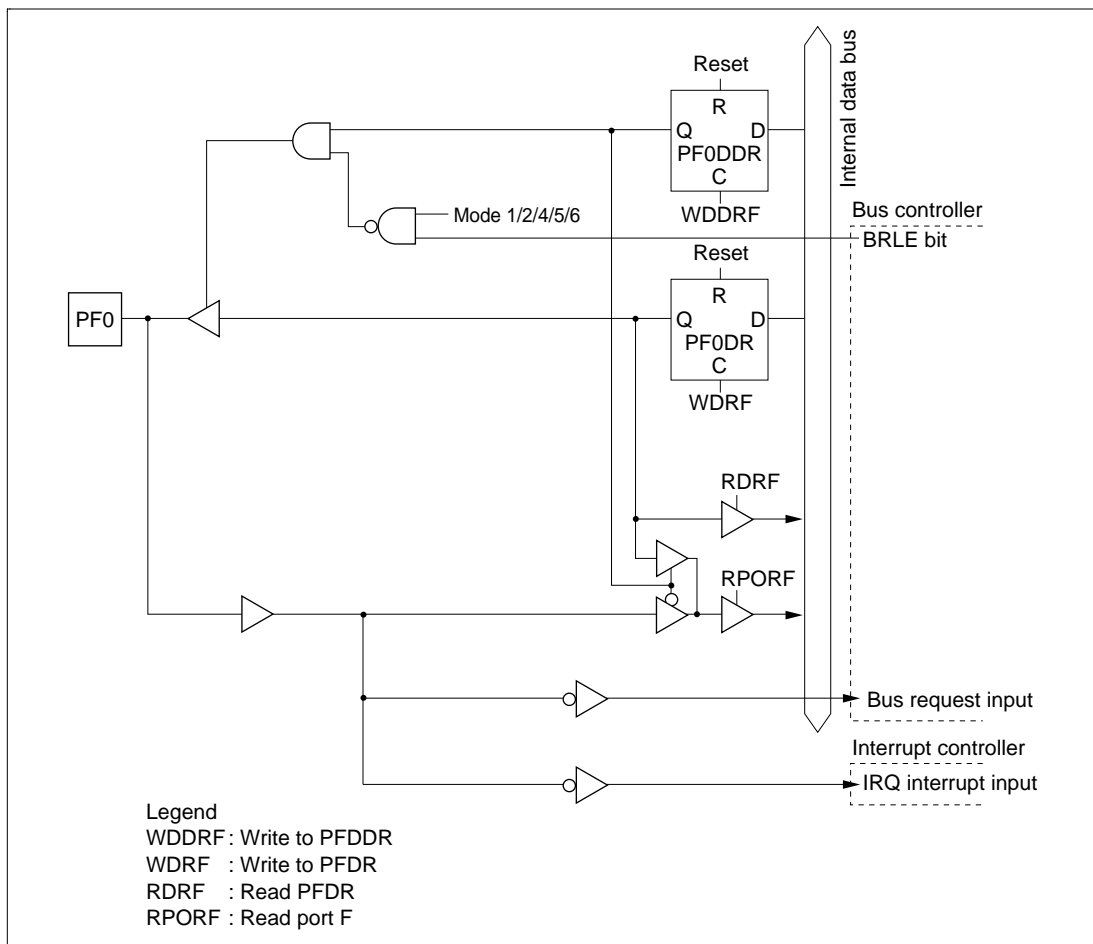 Reset
R
Q D
PF0DDR
C
WDDRF
Internal data bus
Mode 1/2/4/5/6
Bus controller
BRLE bit
Reset
R
PF0
Q D
PF0DR
C
WDRF
RDRF
RPORF
Bus request input
Interrupt controller
IRQ interrupt input
Legend
WDDRF : Write to PFDDR
WDRF : Write to PFDR
RDRF : Read PFDR
RPORF : Read port F